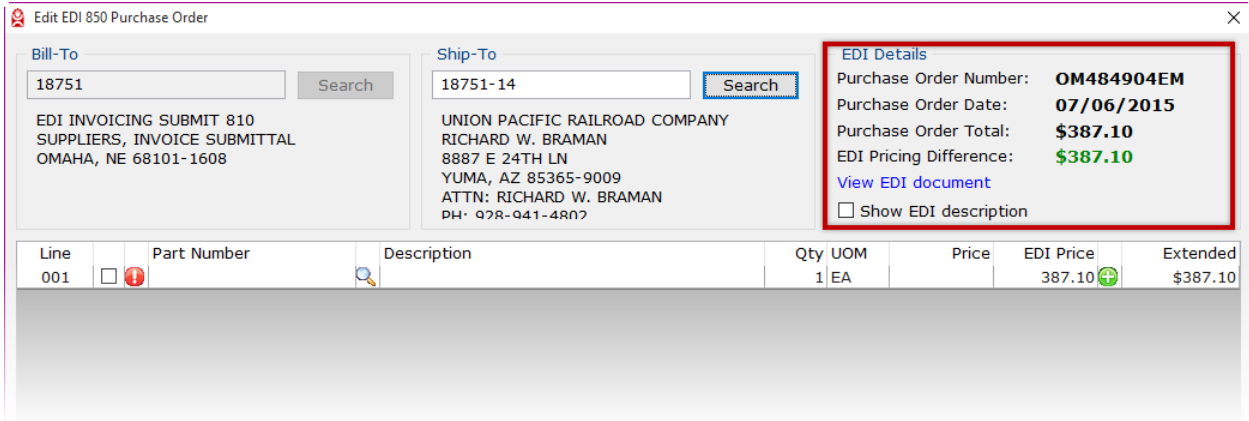 Edit EDI 850 Purchase Order
Bill-To
18751
Search
EDI INVOICING SUBMIT 810
SUPPLIERS, INVOICE SUBMITTAL
OMAHA, NE 68101-1608
Ship-To
18751-14
Search
UNION PACIFIC RAILROAD COMPANY
RICHARD W. BRAMAN
8887 E 24TH LN
YUMA, AZ 85365-9009
ATTN: RICHARD W. BRAMAN
PH: 928-941-4802
EDI Details
Purchase Order Number: OM484904EM
Purchase Order Date: 07/06/2015
Purchase Order Total: $387.10
EDI Pricing Difference: $387.10
View EDI document
Show EDI description
Line Part Number Description Qty UOM Price EDI Price Extended
001 1 EA 387.10 $387.10